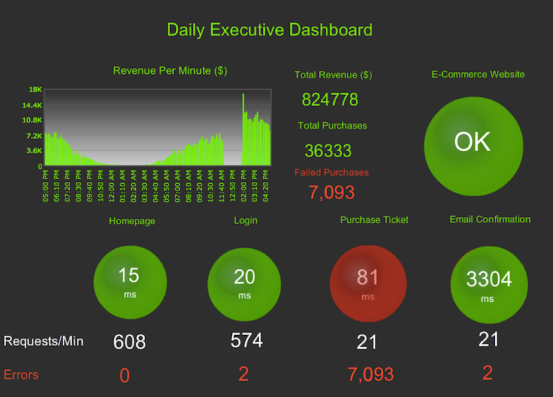 Daily Executive Dashboard
Revenue Per Minute ($)
18K
14.4K
10.8K
7.2K
3.6K
0
05:00 PM
06:10 PM
07:20 PM
08:30 PM
09:40 PM
10:50 PM
12:00 AM
01:10 AM
02:20 AM
03:30 AM
04:40 AM
05:50 AM
07:00 AM
08:10 AM
09:20 AM
10:30 AM
11:40 AM
12:50 PM
02:00 PM
03:10 PM
04:20 PM
Total Revenue ($)
824778
Total Purchases
36333
Failed Purchases
7,093
E-Commerce Website
OK
Homepage Login Purchase Ticket Email Confirmation
15 ms 20 ms 81 ms 3304 ms
Requests/Min 608 574 21 21
Errors 0 2 7,093 2